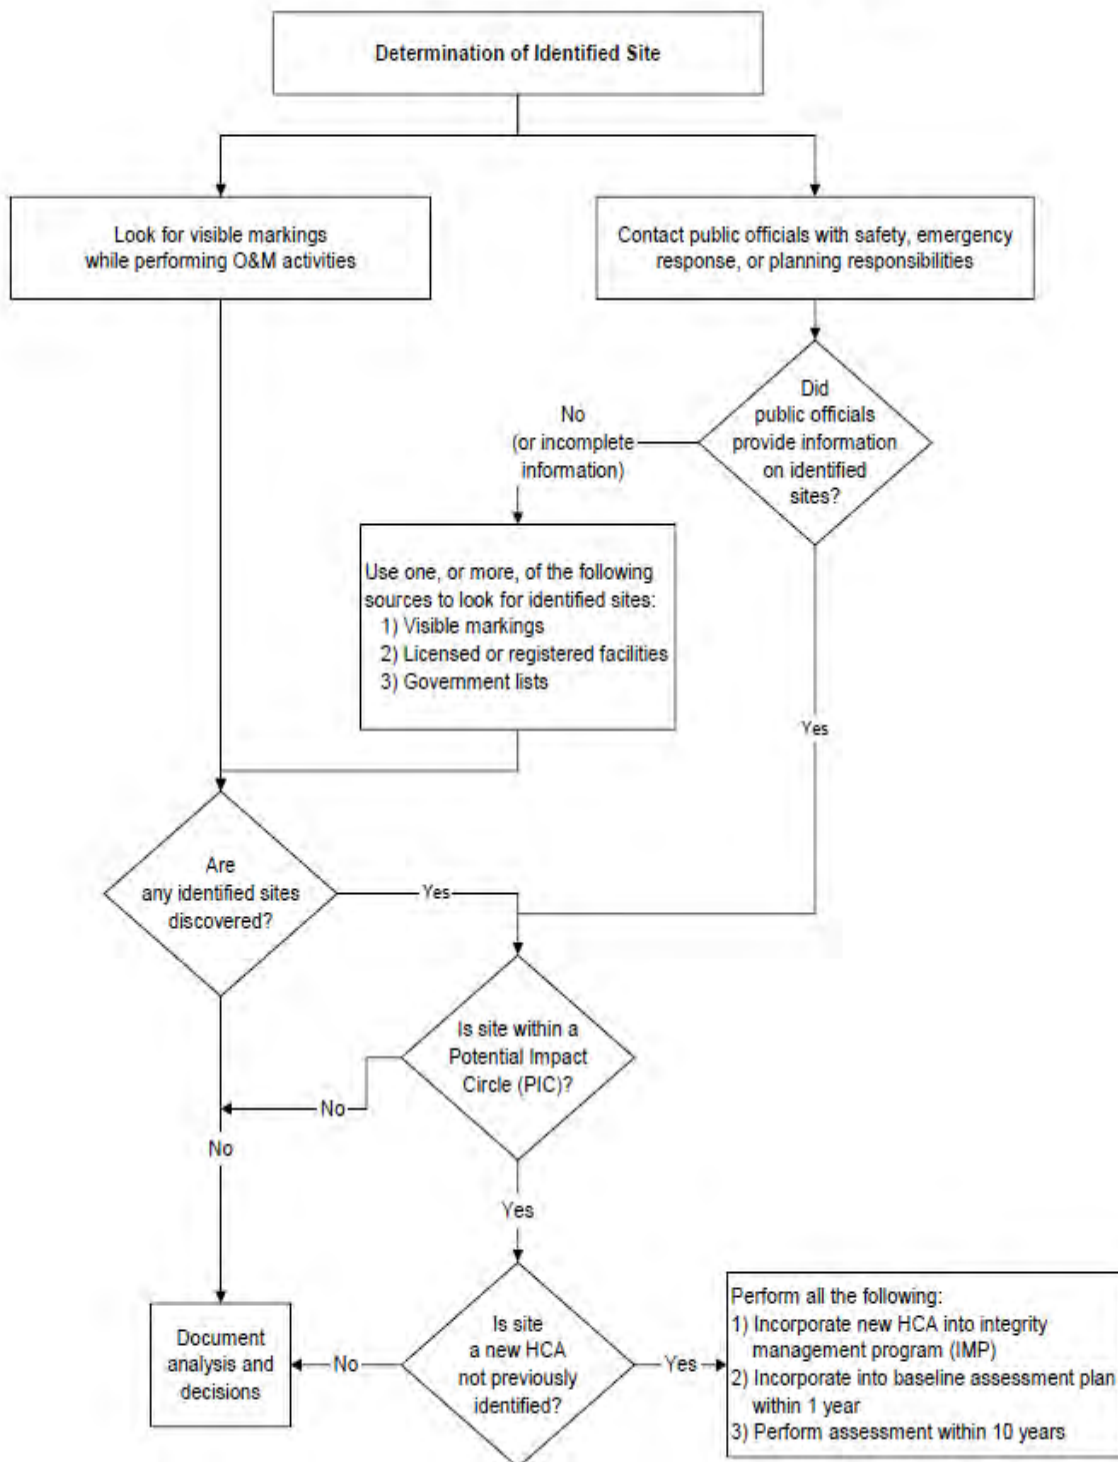 Determination of Identified Site
Look for visible markings
while performing O&M activities
Contact public officials with safety, emergency
response, or planning responsibilities
Did
public officials
provide information
on identified
sites?
No
(or incomplete
information)
Use one, or more, of the following
sources to look for identified sites:
1) Visible markings
2) Licensed or registered facilities
3) Government lists
Yes
Are
any identified sites
discovered?
Yes
Is site within a
Potential Impact
Circle (PIC)?
No
No
Yes
Document
analysis and
decisions
No
Is site
a new HCA
not previously
identified?
Yes
Perform all the following:
1) Incorporate new HCA into integrity
management program (IMP)
2) Incorporate into baseline assessment plan
within 1 year
3) Perform assessment within 10 years